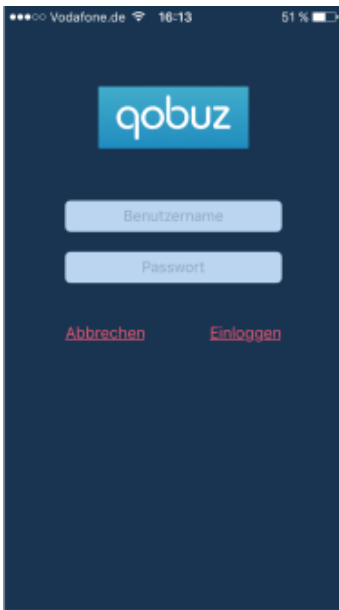 ●●●○○ Vodafone.de 16:13 51 %
qobuz
Benutzername
Passwort
Abbrechen Einloggen